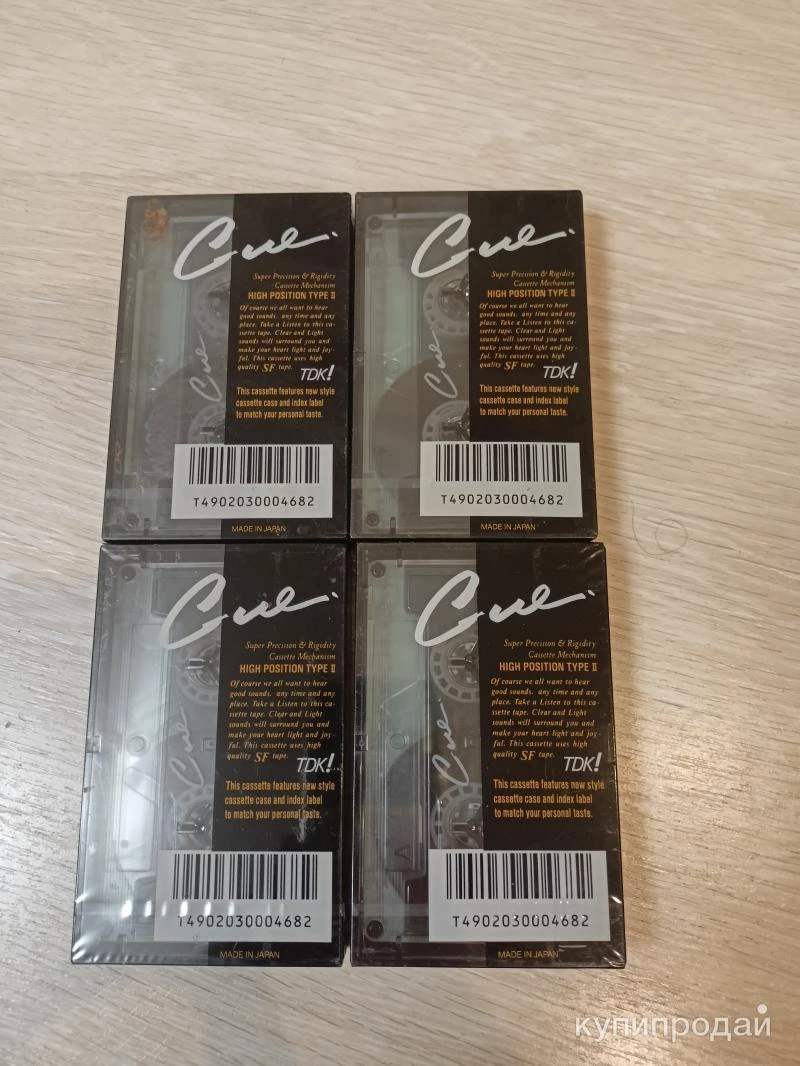 Cue.
Super Precision & Rigidity
Cassette Mechanism
HIGH POSITION TYPE II
Of course we all want to hear
good sounds. any time and any
place. Take a Listen to this ca-
ssette tape. Clear and Light
sounds will surround you and
make your heart light and joy-
ful. This cassette uses high
quality SF tape.
TDK!
This cassette features new style
cassette case and index label
to match your personal taste.
Cue
T4902030004682
MADE IN JAPAN
Cue.
Super Precision & Rigidity
Cassette Mechanism
HIGH POSITION TYPE II
Of course we all want to hear
good sounds. any time and any
place. Take a Listen to this ca-
ssette tape. Clear and Light
sounds will surround you and
make your heart light and joy-
ful. This cassette uses high
quality SF tape.
TDK!
This cassette features new style
cassette case and index label
to match your personal taste.
Cue
T4902030004682
MADE IN JAPAN
Cue.
Super Precision & Rigidity
Cassette Mechanism
HIGH POSITION TYPE II
Of course we all want to hear
good sounds. any time and any
place. Take a Listen to this ca-
ssette tape. Clear and Light
sounds will surround you and
make your heart light and joy-
ful. This cassette uses high
quality SF tape.
TDK!
This cassette features new style
cassette case and index label
to match your personal taste.
Cue
T4902030004682
MADE IN JAPAN
Cue.
Super Precision & Rigidity
Cassette Mechanism
HIGH POSITION TYPE II
Of course we all want to hear
good sounds. any time and any
place. Take a Listen to this ca-
ssette tape. Clear and Light
sounds will surround you and
make your heart light and joy-
ful. This cassette uses high
quality SF tape.
TDK!
This cassette features new style
cassette case and index label
to match your personal taste.
Cue
A
T4902030004682
MADE IN JAPAN
купипродай